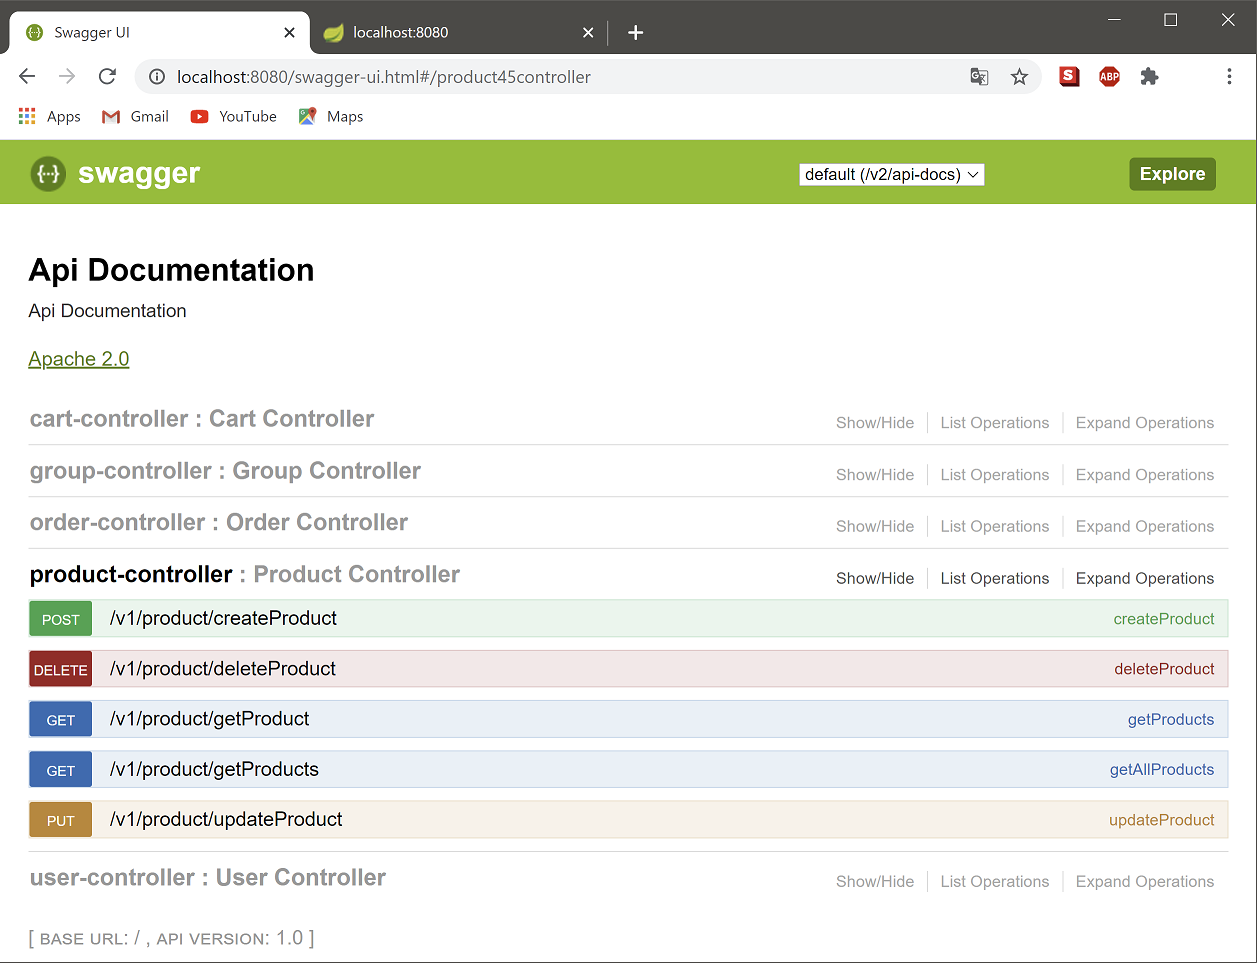 Swagger UI
localhost:8080
localhost:8080/swagger-ui.html#/product45controller
S
ABP
Apps Gmail YouTube Maps
{···} swagger default (/v2/api-docs) Explore
Api Documentation
Api Documentation
Apache 2.0
cart-controller : Cart Controller Show/Hide List Operations Expand Operations
group-controller : Group Controller Show/Hide List Operations Expand Operations
order-controller : Order Controller Show/Hide List Operations Expand Operations
product-controller : Product Controller Show/Hide List Operations Expand Operations
POST /v1/product/createProduct createProduct
DELETE /v1/product/deleteProduct deleteProduct
GET /v1/product/getProduct getProducts
GET /v1/product/getProducts getAllProducts
PUT /v1/product/updateProduct updateProduct
user-controller : User Controller Show/Hide List Operations Expand Operations
[ BASE URL: / , API VERSION: 1.0 ]